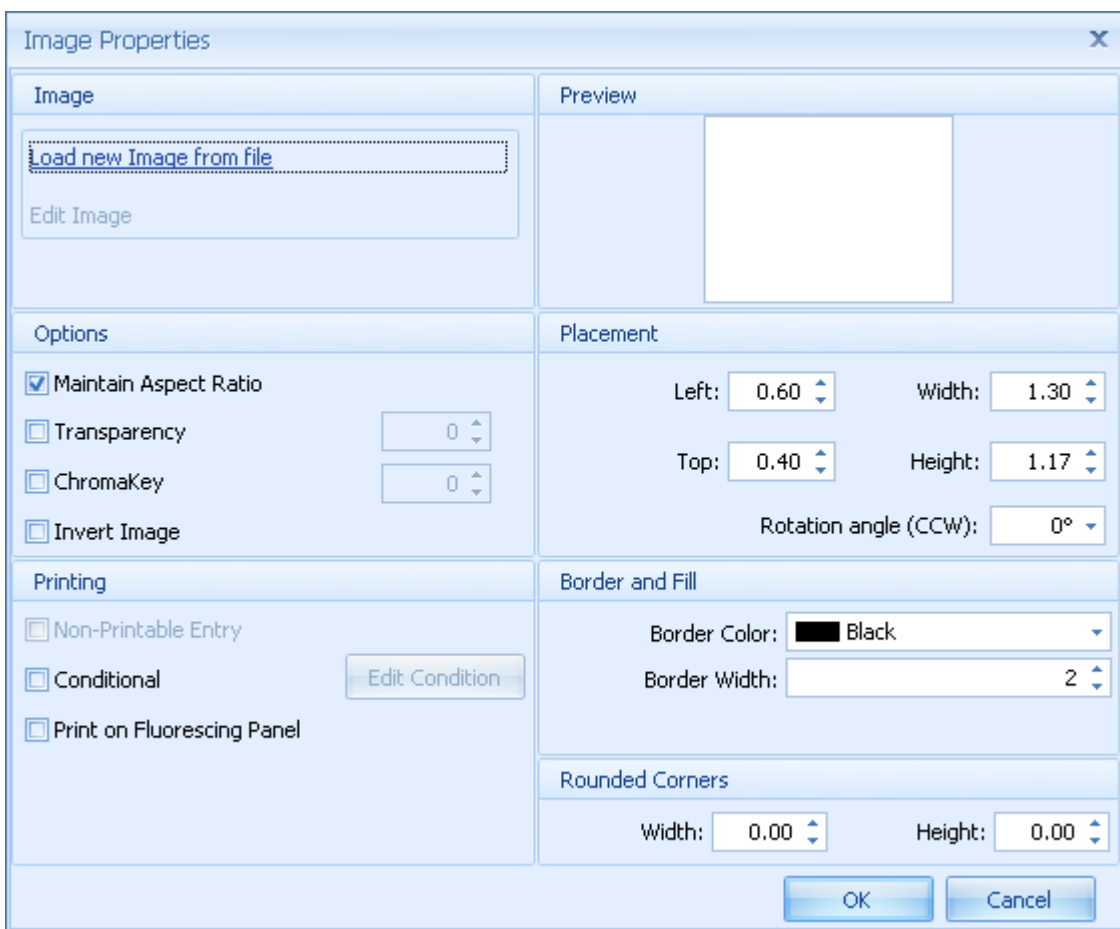 Image Properties
Image
Load new Image from file
Edit Image
Preview
Options
Maintain Aspect Ratio
Transparency 0
ChromaKey 0
Invert Image
Placement
Left: 0.60 Width: 1.30
Top: 0.40 Height: 1.17
Rotation angle (CCW): 0°
Printing
Non-Printable Entry
Conditional Edit Condition
Print on Fluorescing Panel
Border and Fill
Border Color: Black
Border Width: 2
Rounded Corners
Width: 0.00 Height: 0.00
OK Cancel